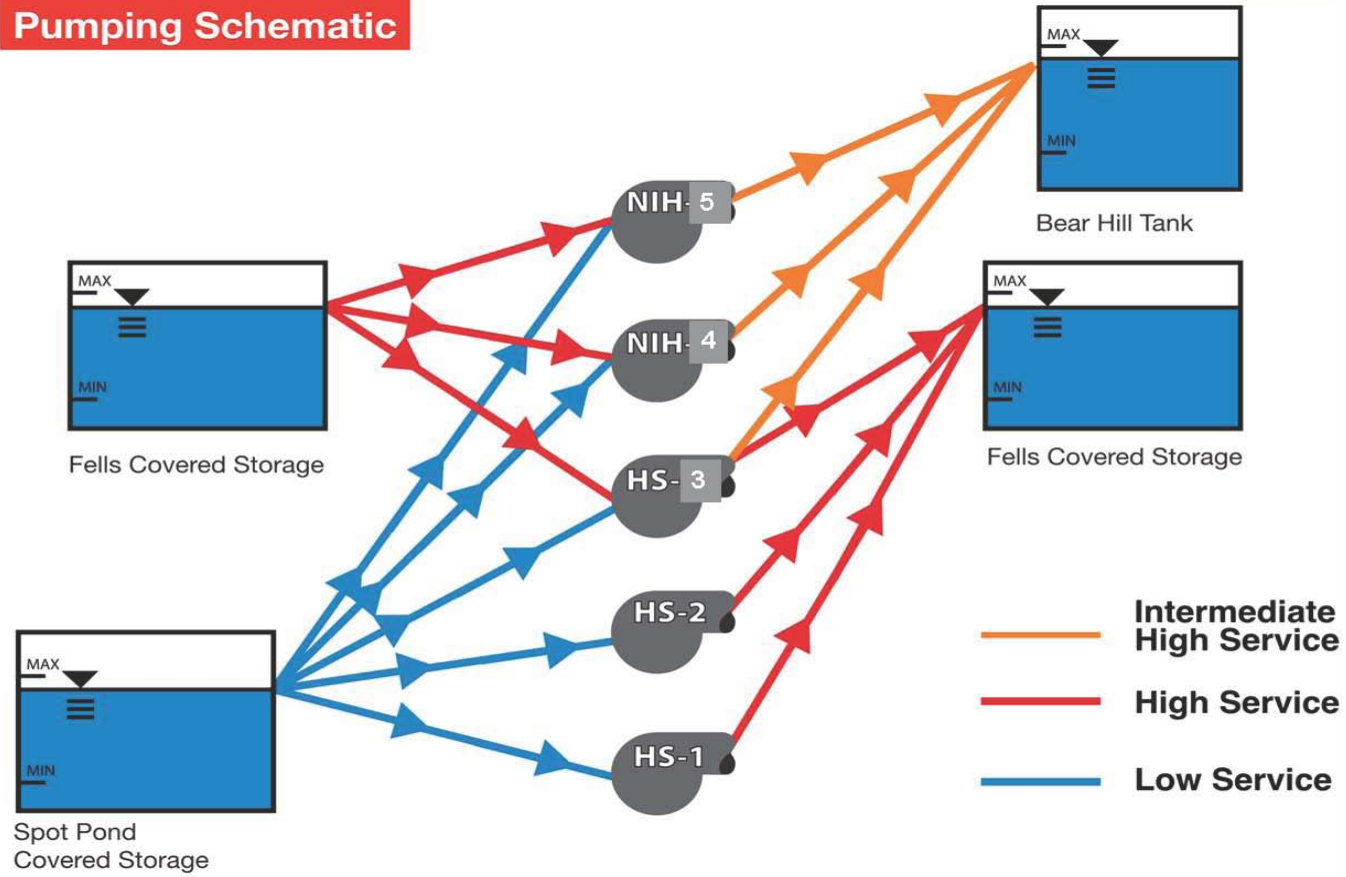 Pumping Schematic
MAX
MIN
Bear Hill Tank
NIH-5
MAX
MIN
Fells Covered Storage
NIH-4
MAX
MIN
Fells Covered Storage
HS-3
HS-2
HS-1
MAX
MIN
Spot Pond
Covered Storage
Intermediate
High Service
High Service
Low Service